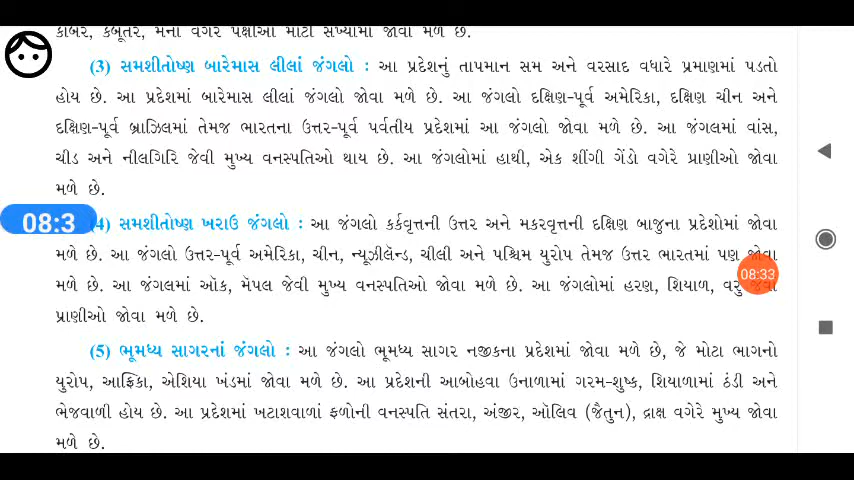 કાબર, કબૂતર, મેના વગેરે પક્ષીઓ મોટી સંખ્યામાં જોવા મળે છે.
(3) સમશીતોષ્ણ બારેમાસ લીલાં જંગલો : આ પ્રદેશનું તાપમાન સમ અને વરસાદ વધારે પ્રમાણમાં પડતો
હોય છે. આ પ્રદેશમાં બારેમાસ લીલાં જંગલો જોવા મળે છે. આ જંગલો દક્ષિણ-પૂર્વ અમેરિકા, દક્ષિણ ચીન અને
દક્ષિણ-પૂર્વ બ્રાઝિલમાં તેમજ ભારતના ઉત્તર-પૂર્વ પર્વતીય પ્રદેશમાં આ જંગલો જોવા મળે છે. આ જંગલમાં વાંસ,
ચીડ અને નીલગિરિ જેવી મુખ્ય વનસ્પતિઓ થાય છે. આ જંગલોમાં હાથી, એક શીંગી ગેંડો વગેરે પ્રાણીઓ જોવા
મળે છે.
08:3
4) સમશીતોષ્ણ ખરાઉ જંગલો : આ જંગલો કર્કવૃત્તની ઉત્તર અને મકરવૃત્તની દક્ષિણ બાજુના પ્રદેશોમાં જોવા
મળે છે. આ જંગલો ઉત્તર-પૂર્વ અમેરિકા, ચીન, ન્યૂઝીલૅન્ડ, ચીલી અને પશ્ચિમ યુરોપ તેમજ ઉત્તર ભારતમાં પણ જોવા
08:33
મળે છે. આ જંગલમાં ઑક, મૅપલ જેવી મુખ્ય વનસ્પતિઓ જોવા મળે છે. આ જંગલોમાં હરણ, શિયાળ, વરુ જેવાં
પ્રાણીઓ જોવા મળે છે.
(5) ભૂમધ્ય સાગરનાં જંગલો : આ જંગલો ભૂમધ્ય સાગર નજીકના પ્રદેશમાં જોવા મળે છે, જે મોટા ભાગનો
યુરોપ, આફ્રિકા, એશિયા ખંડમાં જોવા મળે છે. આ પ્રદેશની આબોહવા ઉનાળામાં ગરમ-શુષ્ક, શિયાળામાં ઠંડી અને
ભેજવાળી હોય છે. આ પ્રદેશમાં ખટાશવાળાં ફળોની વનસ્પતિ સંતરા, અંજીર, ઑલિવ (જૈતુન), દ્રાક્ષ વગેરે મુખ્ય જોવા
મળે છે.